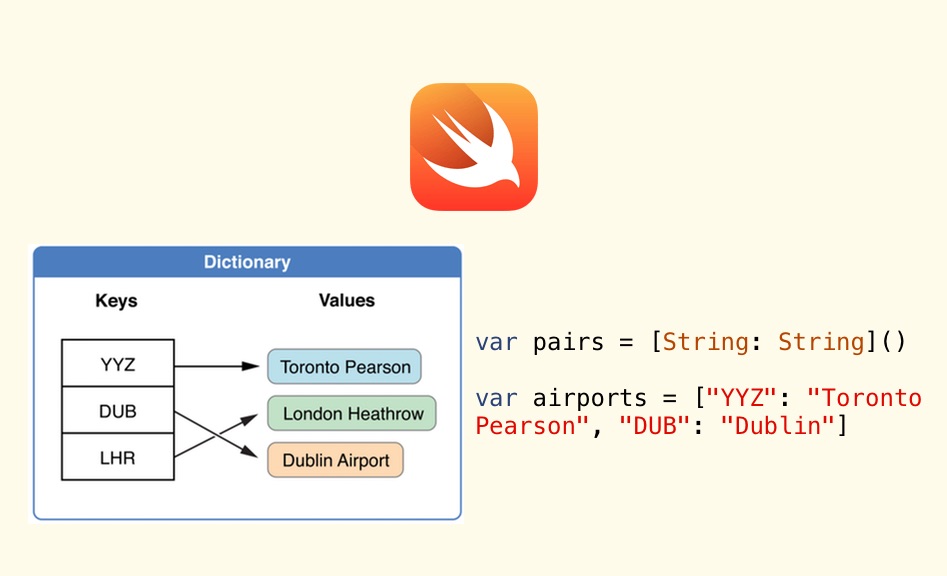 Dictionary
Keys Values
YYZ Toronto Pearson
DUB London Heathrow
LHR Dublin Airport
var pairs = [String: String]()
var airports = ["YYZ": "Toronto
Pearson", "DUB": "Dublin"]